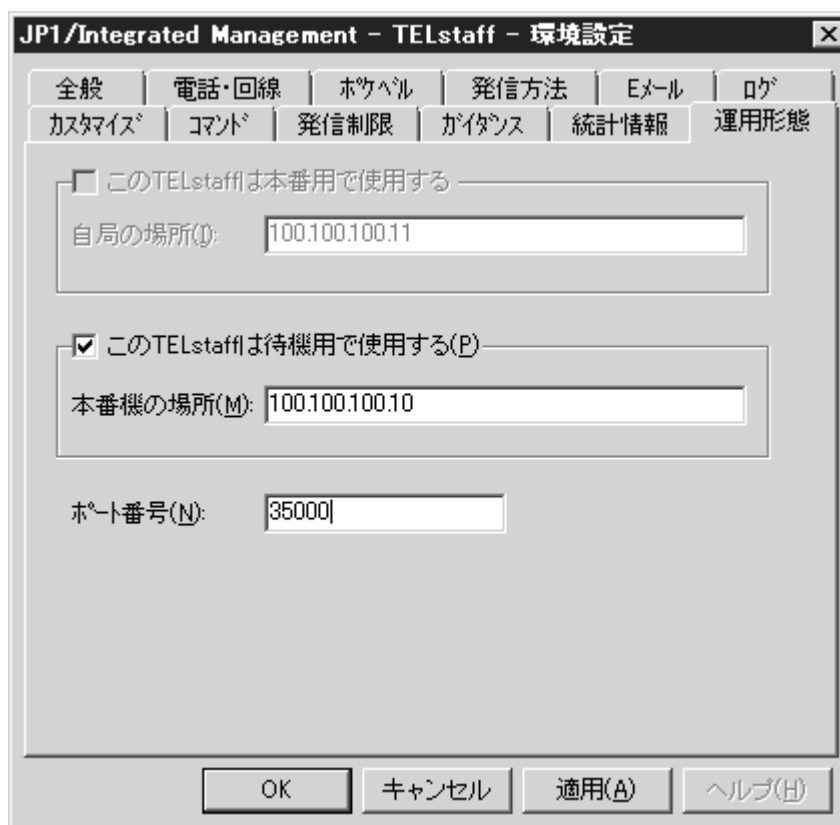 JP1/Integrated Management - TELstaff - 環境設定
全般 電話・回線 ﾎﾟｹﾍﾞﾙ 発信方法 Eﾒｰﾙ ﾛｸﾞ
ｶｽﾀﾏｲｽﾞ ｺﾏﾝﾄﾞ 発信制限 ｶﾞｲﾀﾞﾝｽ 統計情報 運用形態
このTELstaffは本番用で使用する
自局の場所(I): 100.100.100.11
このTELstaffは待機用で使用する(P)
本番機の場所(M): 100.100.100.10
ﾎﾟｰﾄ番号(N): 35000
OK キャンセル 適用(A) ヘルプ(H)